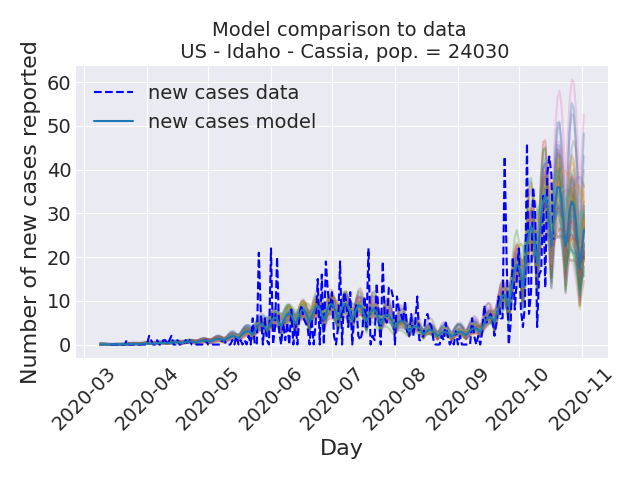 Model comparison to data
US - Idaho - Cassia, pop. = 24030
Number of new cases reported
60
50
40
30
20
10
0
new cases data
new cases model
2020-03
2020-04
2020-05
2020-06
2020-07
2020-08
2020-09
2020-10
2020-11
Day